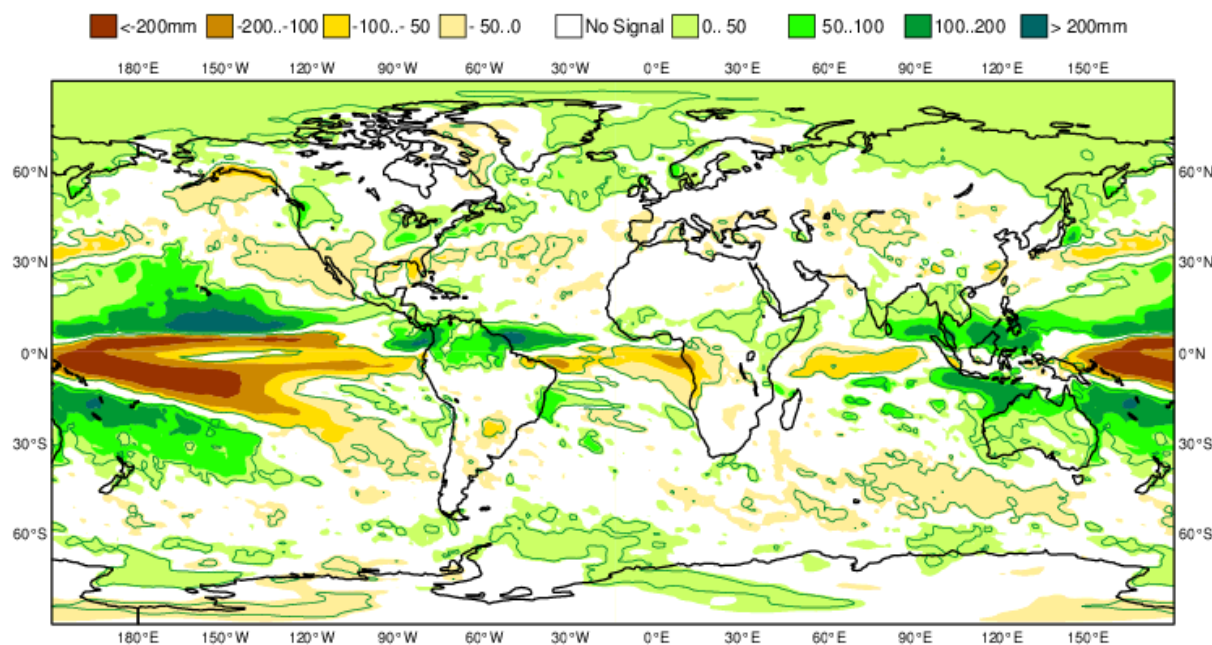 <-200mm -200..-100 -100..- 50 - 50..0 No Signal 0.. 50 50..100 100..200 > 200mm
180°E 150°W 120°W 90°W 60°W 30°W 0°E 30°E 60°E 90°E 120°E 150°E
60°N 60°N
30°N 30°N
0°N 0°N
30°S 30°S
60°S 60°S
180°E 150°W 120°W 90°W 60°W 30°W 0°E 30°E 60°E 90°E 120°E 150°E